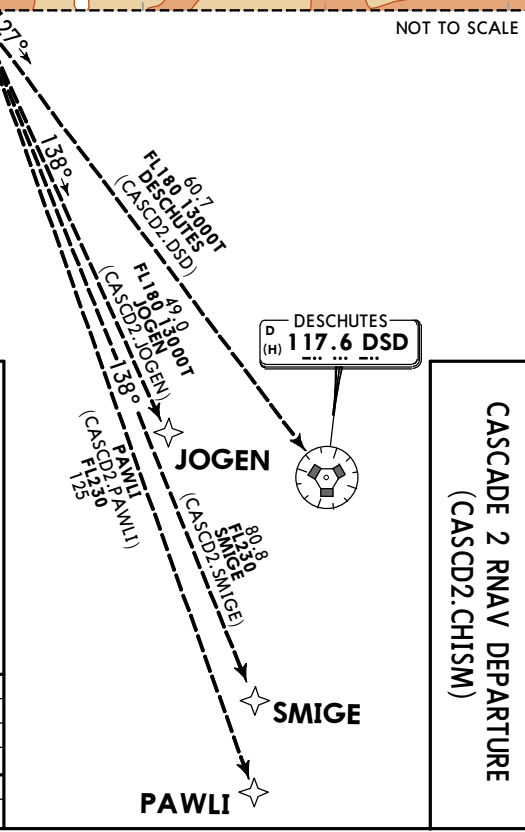 NOT TO SCALE
27°
138°
60.7
FL180 13000T
DESCHUTES
(CASCD2.DSD)
49.0
FL180 13000T
JOGEN
(CASCD2.JOGEN)
138°
DESCHUTES
D
(H) 117.6 DSD
JOGEN
PAWLI
(CASCD2.PAWLI)
FL230
125
80.8
FL230
SMIGE
(CASCD2.SMIGE)
SMIGE
PAWLI
CASCADE 2 RNAV DEPARTURE
(CASCD2.CHISM)